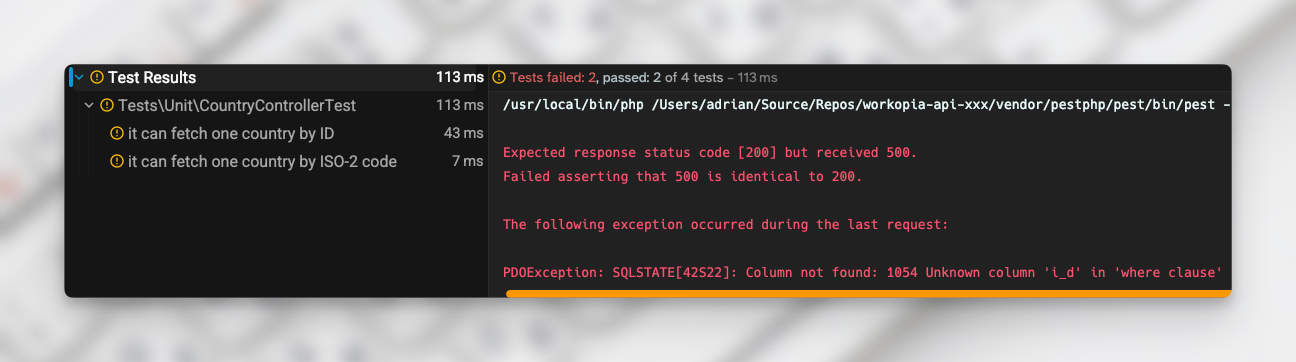 Test Results 113 ms
Tests\Unit\CountryControllerTest 113 ms
it can fetch one country by ID 43 ms
it can fetch one country by ISO-2 code 7 ms
Tests failed: 2, passed: 2 of 4 tests – 113 ms
/usr/local/bin/php /Users/adrian/Source/Repos/workopia-api-xxx/vendor/pestphp/pest/bin/pest -
Expected response status code [200] but received 500.
Failed asserting that 500 is identical to 200.
The following exception occurred during the last request:
PDOException: SQLSTATE[42S22]: Column not found: 1054 Unknown column 'i_d' in 'where clause'